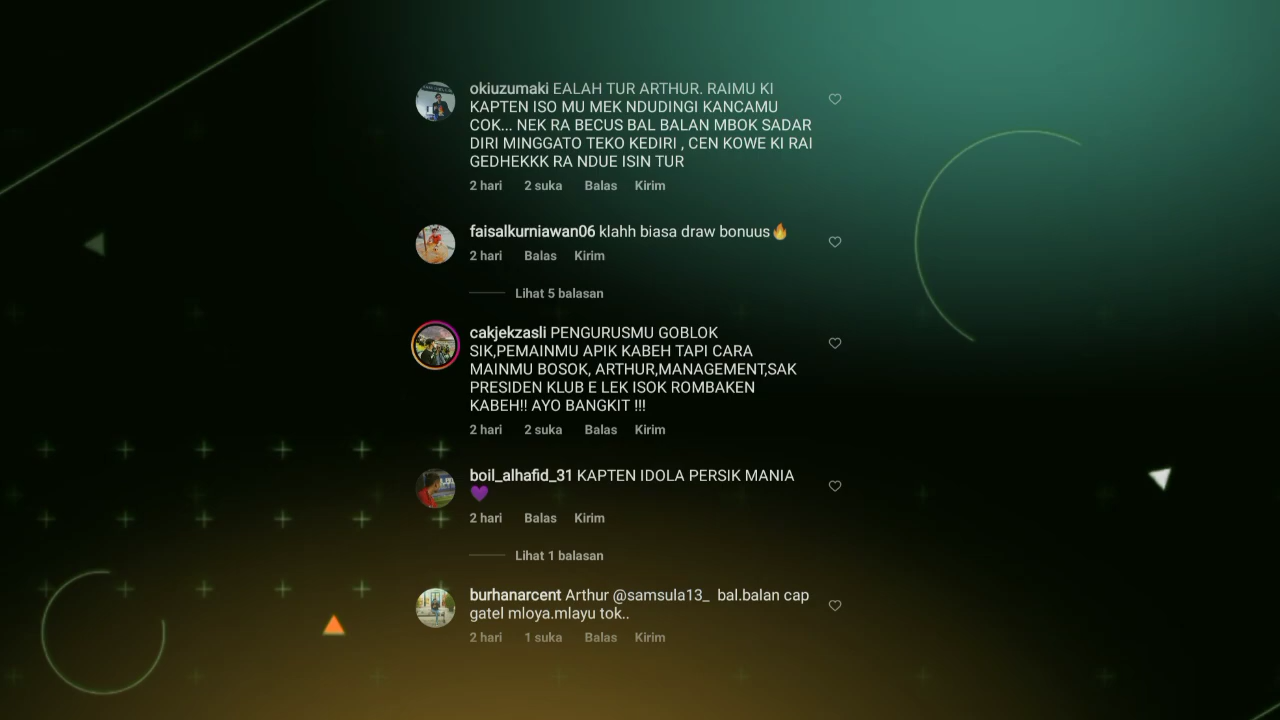 okiuzumaki EALAH TUR ARTHUR. RAIMU KI
KAPTEN ISO MU MEK NDUDINGI KANCAMU
COK... NEK RA BECUS BAL BALAN MBOK SADAR
DIRI MINGGATO TEKO KEDIRI , CEN KOWE KI RAI
GEDHEKKK RA NDUE ISIN TUR
2 hari 2 suka Balas Kirim
faisalkurniawan06 klahh biasa draw bonuus🔥
2 hari Balas Kirim
Lihat 5 balasan
cakjekzasli PENGURUSMU GOBLOK
SIK,PEMAINMU APIK KABEH TAPI CARA
MAINMU BOSOK, ARTHUR,MANAGEMENT,SAK
PRESIDEN KLUB E LEK ISOK ROMBAKEN
KABEH!! AYO BANGKIT !!!
2 hari 2 suka Balas Kirim
boil_alhafid_31 KAPTEN IDOLA PERSIK MANIA
💜
2 hari Balas Kirim
Lihat 1 balasan
burhanarcent Arthur @samsula13_ bal.balan cap
gatel mloya.mlayu tok..
2 hari 1 suka Balas Kirim